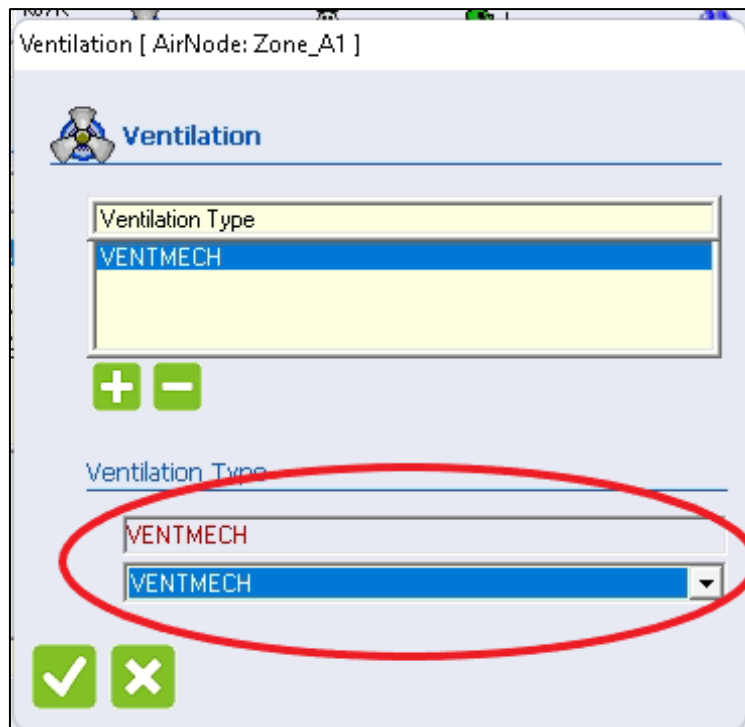 Ventilation [ AirNode: Zone_A1 ]
Ventilation
Ventilation Type
VENTMECH
Ventilation Type
VENTMECH
VENTMECH